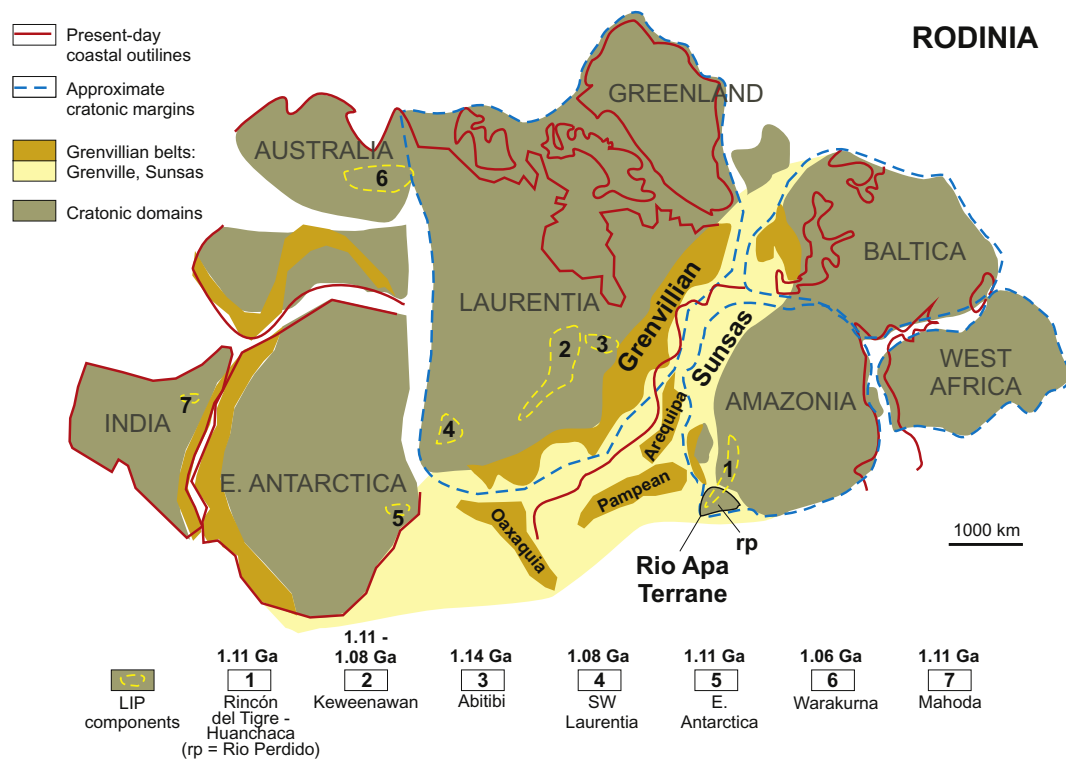 RODINIA
Present-day
coastal outilines
Approximate
cratonic margins
Grenvillian belts:
Grenville, Sunsas
Cratonic domains
GREENLAND
AUSTRALIA
6
BALTICA
LAURENTIA
Grenvillian
2
3
Sunsas
WEST
AFRICA
AMAZONIA
INDIA
7
4
Arequipa
1
E. ANTARCTICA
5
Pampean
Oaxaquia
rp
Rio Apa
Terrane
1000 km
LIP
components
1.11 Ga
1
Rincón
del Tigre -
Huanchaca
(rp = Rio Perdido)
1.11 -
1.08 Ga
2
Keweenawan
1.14 Ga
3
Abitibi
1.08 Ga
4
SW
Laurentia
1.11 Ga
5
E.
Antarctica
1.06 Ga
6
Warakurna
1.11 Ga
7
Mahoda